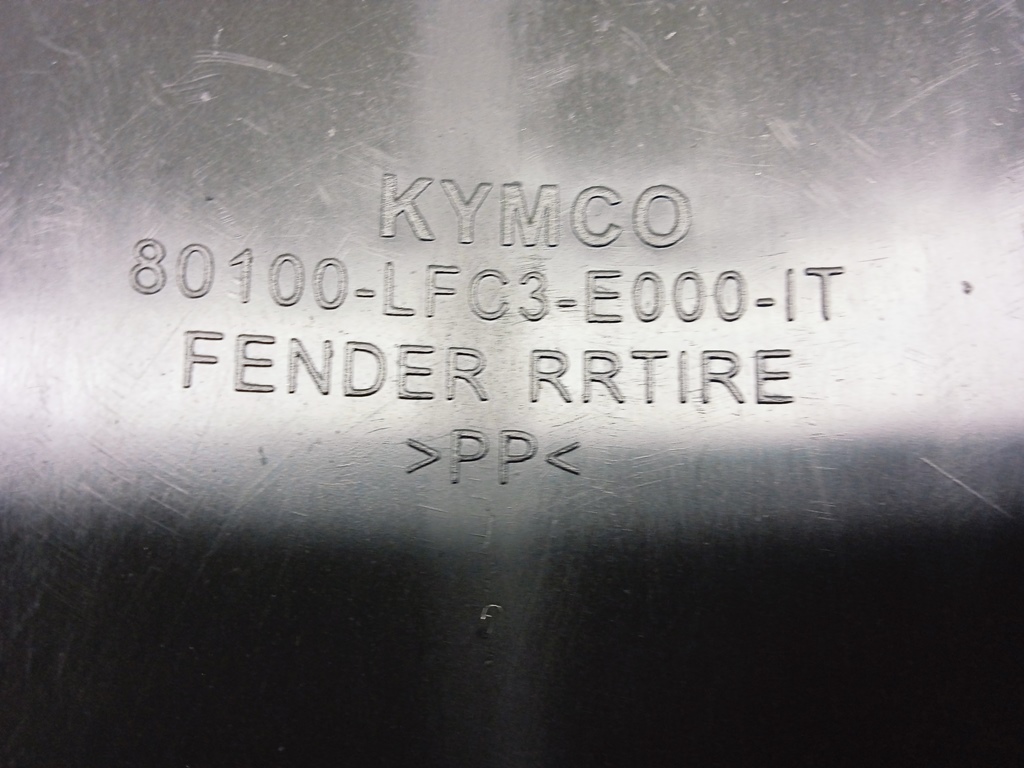 KYMCO
80100-LFC3-E000-IT
FENDER RRTIRE
>PP<